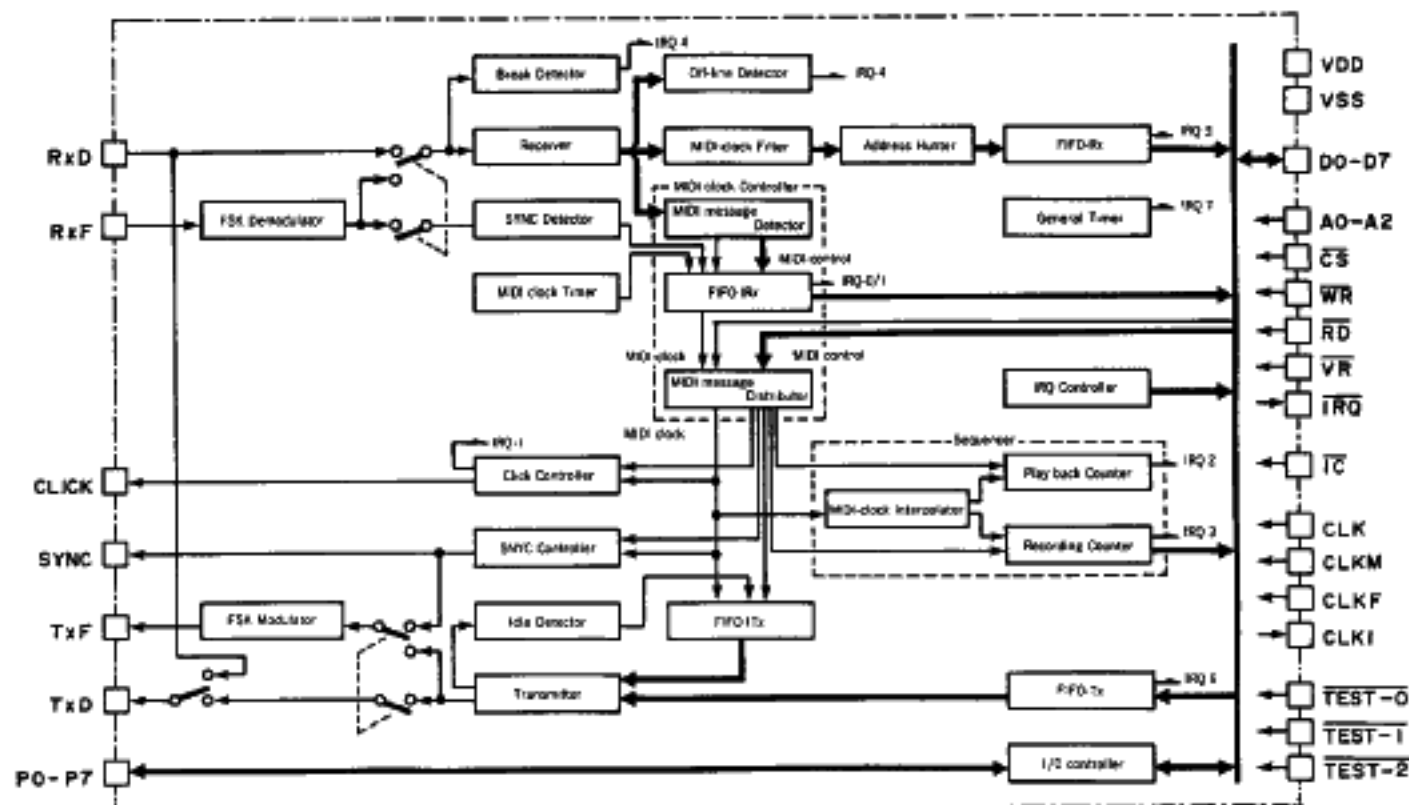 IRQ-4
Break Detector
Off-line Detector
IRQ-4
VDD
VSS
RxD
Receiver
MIDI-clock Filter
Address Hunter
FIFO-Rx
IRQ 5
D0-D7
MIDI clock Controller
RxF
FSK Demodulator
SYNC Detector
MIDI message
Detector
General Timer
IRQ 7
A0-A2
CS
MIDI control
MIDI clock Timer
FIFO-IRx
IRQ-0/1
WR
RD
MIDI-clock
MIDI control
VR
MIDI message
Distributor
IRQ Controller
IRQ
MIDI clock
IRQ-1
Sequencer
CLICK
Click Controller
Play back Counter
IRQ 2
IC
MIDI-clock Interpolator
CLK
SYNC
SNYC Controller
Recording Counter
IRQ 3
CLKM
CLKF
TxF
FSK Modulator
Idle Detector
FIFO-ITx
CLKI
TxD
Transmitter
FIFO-Tx
TEST-0
TEST-1
P0-P7
I/O controller
TEST-2